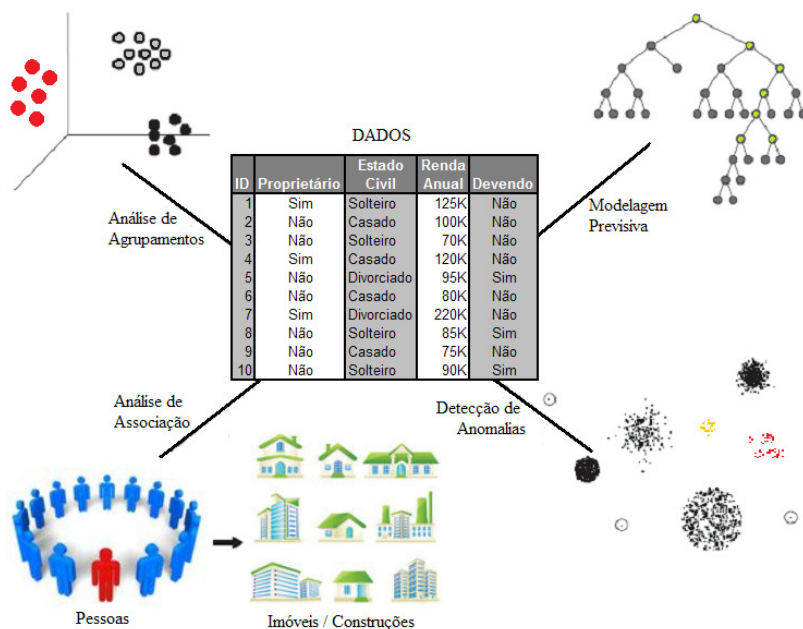 DADOS
ID Proprietário Estado Civil Renda Anual Devendo
1 Sim Solteiro 125K Não
2 Não Casado 100K Não
3 Não Solteiro 70K Não
4 Sim Casado 120K Não
5 Não Divorciado 95K Sim
6 Não Casado 80K Não
7 Sim Divorciado 220K Não
8 Não Solteiro 85K Sim
9 Não Casado 75K Não
10 Não Solteiro 90K Sim
Análise de
Agrupamentos
Modelagem
Previsiva
Análise de
Associação
Detecção de
Anomalias
Pessoas
Imóveis / Construções